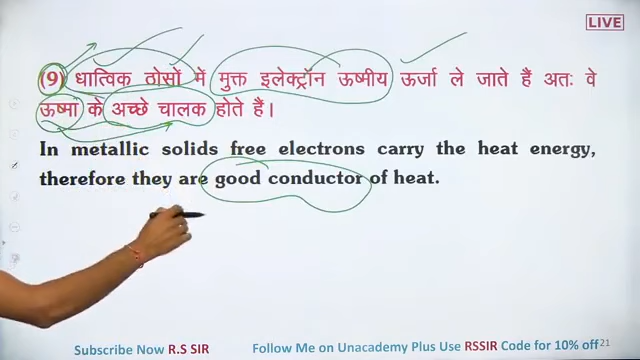 LIVE
(9) धात्विक ठोसों में मुक्त इलेक्ट्रॉन ऊष्मीय ऊर्जा ले जाते हैं अतः वे
ऊष्मा के अच्छे चालक होते हैं।
In metallic solids free electrons carry the heat energy,
therefore they are good conductor of heat.
Subscribe Now R.S SIR
Follow Me on Unacademy Plus Use RSSIR Code for 10% off 21